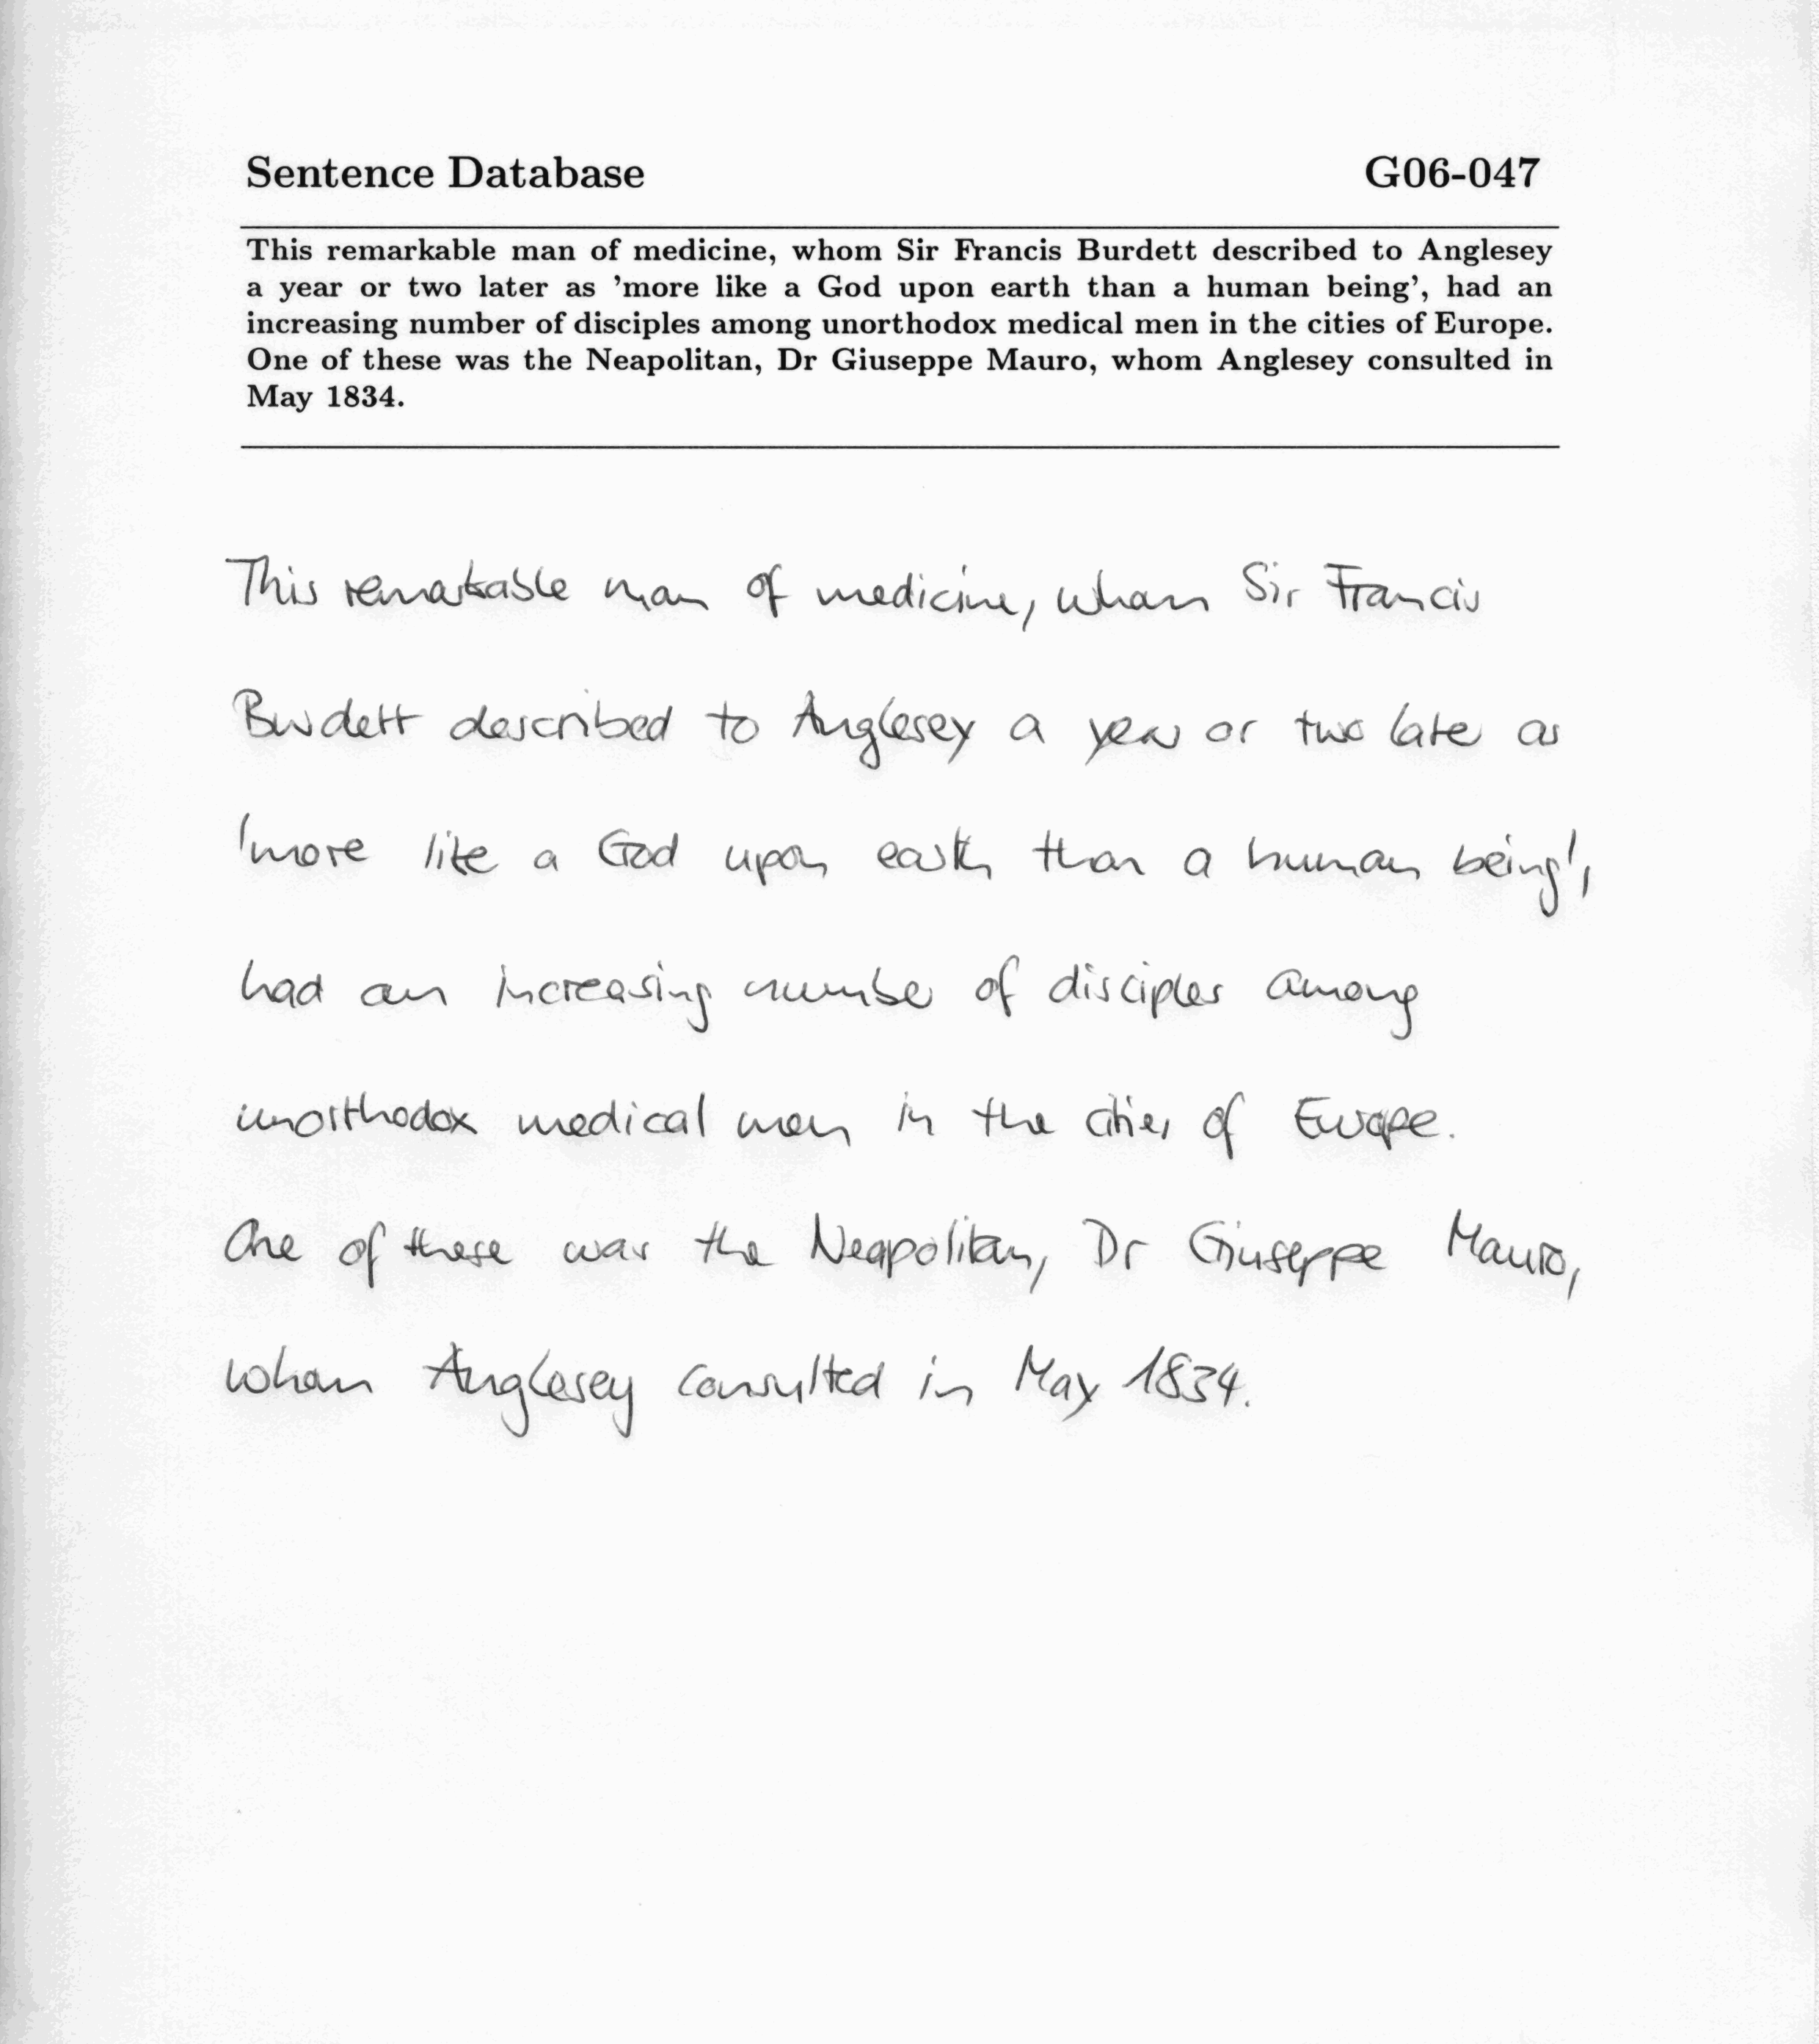 Sentence Database G06-047
This remarkable man of medicine, whom Sir Francis Burdett described to Anglesey
a year or two later as 'more like a God upon earth than a human being', had an
increasing number of disciples among unorthodox medical men in the cities of Europe.
One of these was the Neapolitan, Dr Giuseppe Mauro, whom Anglesey consulted in
May 1834.
This remarkable man of medicine, whom Sir Francis
Burdett described to Anglesey a year or two later as
'more like a God upon earth than a human being',
had an increasing number of disciples among
unorthodox medical men in the cities of Europe.
One of these was the Neapolitan, Dr Giuseppe Mauro,
whom Anglesey consulted in May 1834.